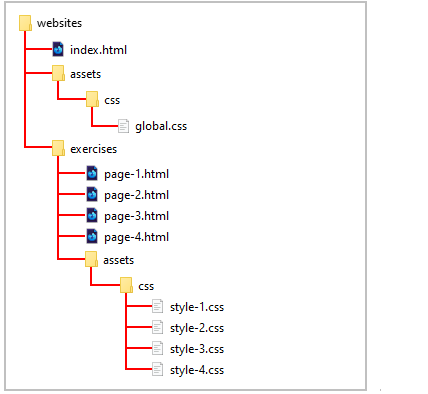 websites
index.html
assets
css
global.css
exercises
page-1.html
page-2.html
page-3.html
page-4.html
assets
css
style-1.css
style-2.css
style-3.css
style-4.css